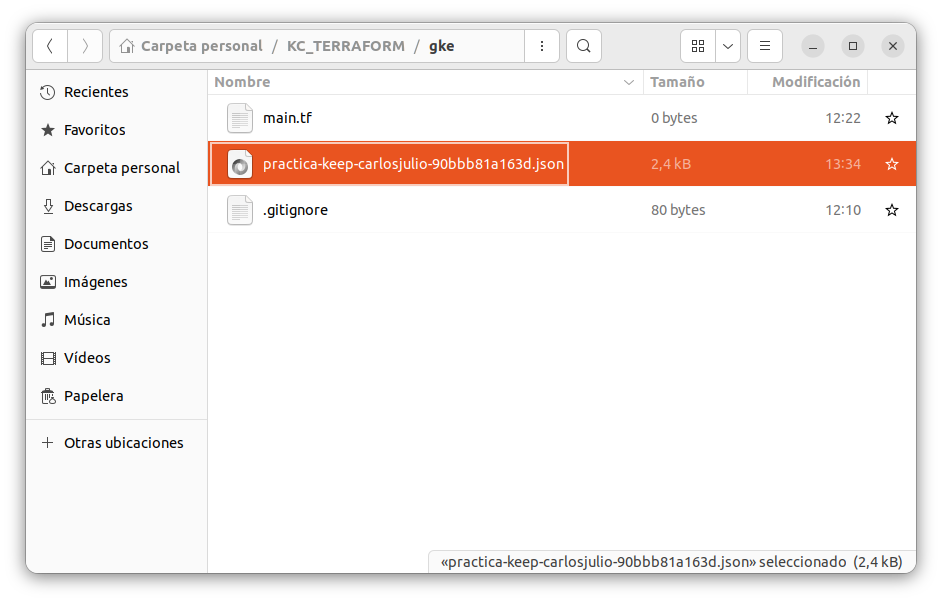 Carpeta personal / KC_TERRAFORM / gke
Recientes
Favoritos
Carpeta personal
Descargas
Documentos
Imágenes
Música
Vídeos
Papelera
Otras ubicaciones
Nombre Tamaño Modificación
main.tf 0 bytes 12:22
practica-keep-carlosjulio-90bbb81a163d.json 2,4 kB 13:34
.gitignore 80 bytes 12:10
«practica-keep-carlosjulio-90bbb81a163d.json» seleccionado (2,4 kB)